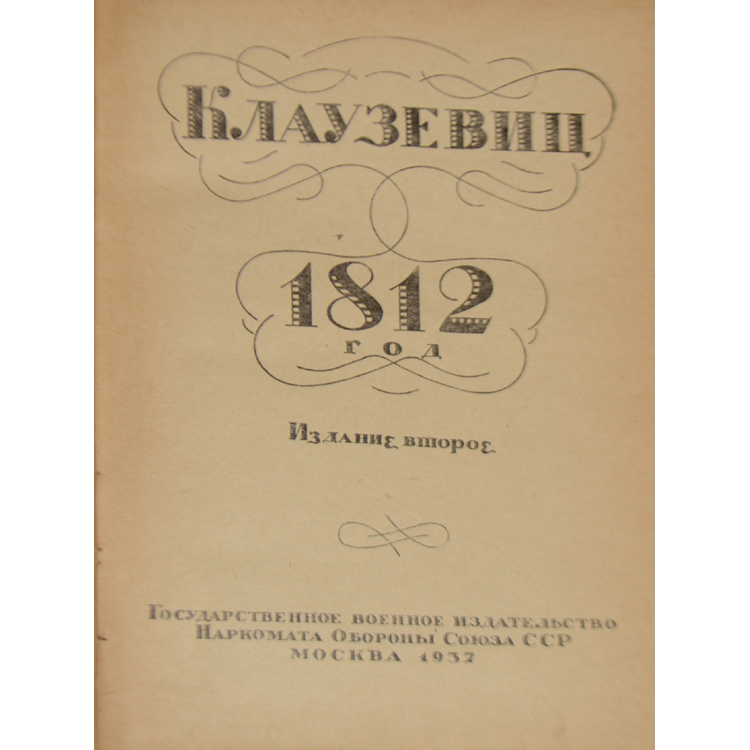 Клаузевиц
1812
год
Издание второе
Государственное военное издательство
Наркомата Обороны Союза ССР
Москва 1937